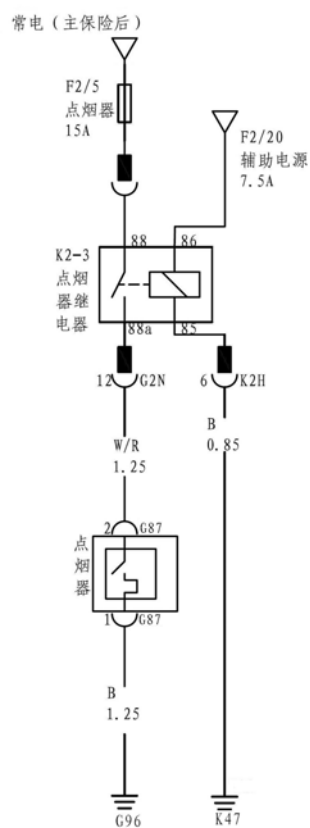 常电（主保险后）
F2/5
点烟器
15A
F2/20
辅助电源
7.5A
88
86
K2-3
点烟
器继
电器
88a
85
12
G2N
6
K2H
W/R
1.25
B
0.85
2
G87
点
烟
器
1
G87
B
1.25
G96
K47